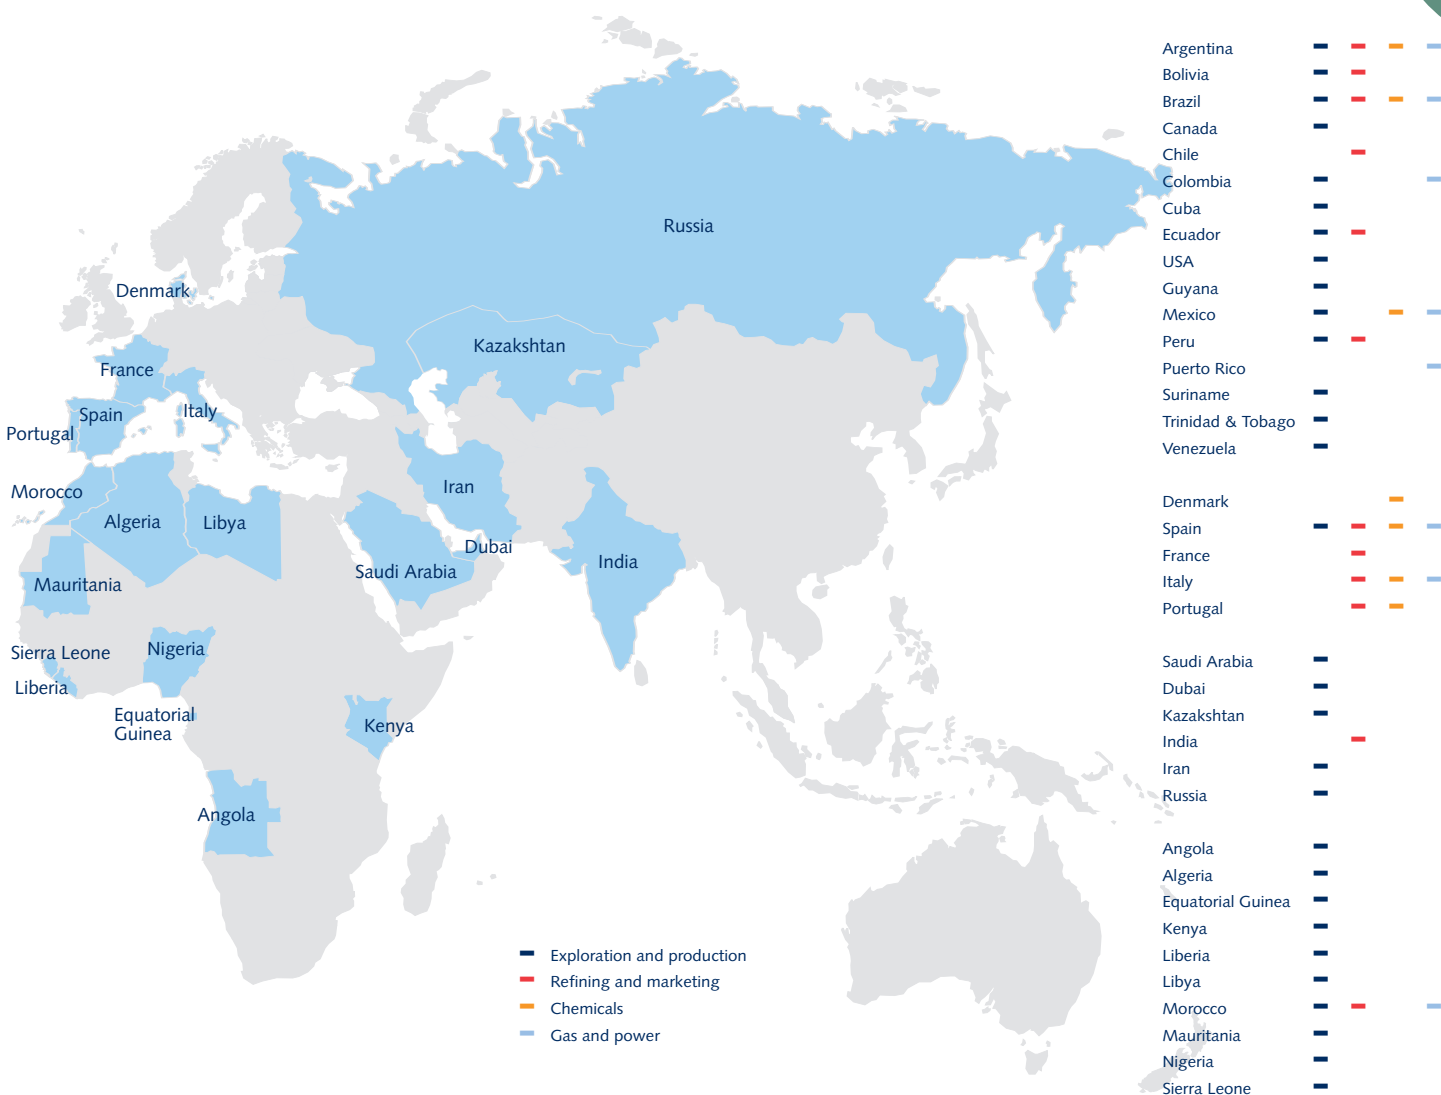 Russia
Denmark
Kazakhstan
France
Italy
Spain
Portugal
Iran
Morocco
Algeria
Libya
Dubai
India
Saudi Arabia
Mauritania
Nigeria
Sierra Leone
Liberia
Equatorial
Guinea
Kenya
Angola
Exploration and production
Refining and marketing
Chemicals
Gas and power
Argentina
Bolivia
Brazil
Canada
Chile
Colombia
Cuba
Ecuador
USA
Guyana
Mexico
Peru
Puerto Rico
Suriname
Trinidad & Tobago
Venezuela
Denmark
Spain
France
Italy
Portugal
Saudi Arabia
Dubai
Kazakshtan
India
Iran
Russia
Angola
Algeria
Equatorial Guinea
Kenya
Liberia
Libya
Morocco
Mauritania
Nigeria
Sierra Leone